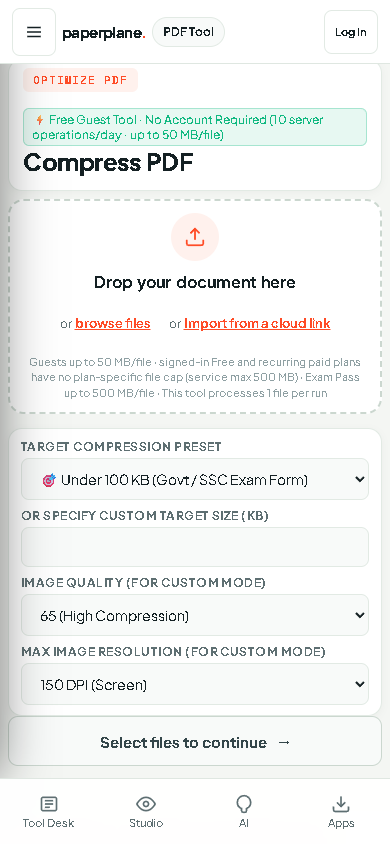 paperplane. PDF Tool Log In
OPTIMIZE PDF
Free Guest Tool · No Account Required (10 server
operations/day · up to 50 MB/file)
Compress PDF
Drop your document here
or browse files or Import from a cloud link
Guests up to 50 MB/file · signed-in Free and recurring paid plans
have no plan-specific file cap (service max 500 MB) · Exam Pass
up to 500 MB/files · This tool processes 1 file per run
TARGET COMPRESSION PRESET
Under 100 KB (Govt / SSC Exam Form)
OR SPECIFY CUSTOM TARGET SIZE (KB)
IMAGE QUALITY (FOR CUSTOM MODE)
65 (High Compression)
MAX IMAGE RESOLUTION (FOR CUSTOM MODE)
150 DPI (Screen)
Select files to continue →
Tool Desk Studio AI Apps